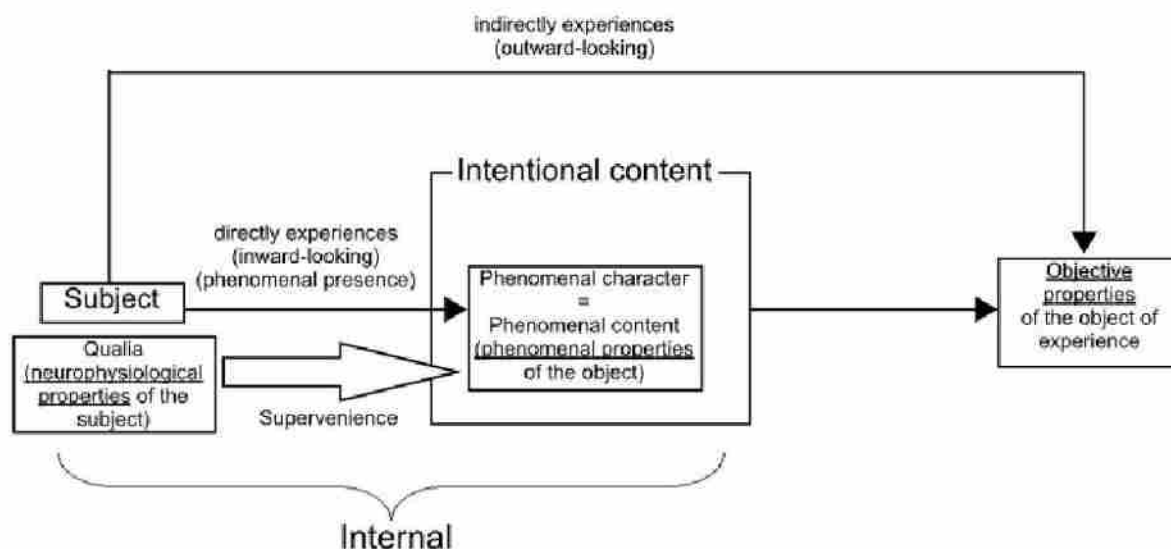 indirectly experiences
(outward-looking)
Intentional content
directly experiences
(inward-looking)
(phenomenal presence)
Subject
Phenomenal character
=
Phenomenal content
(phenomenal properties
of the object)
Objective
properties
of the object of
experience
Qualia
(neurophysiological
properties of the
subject)
Supervenience
Internal